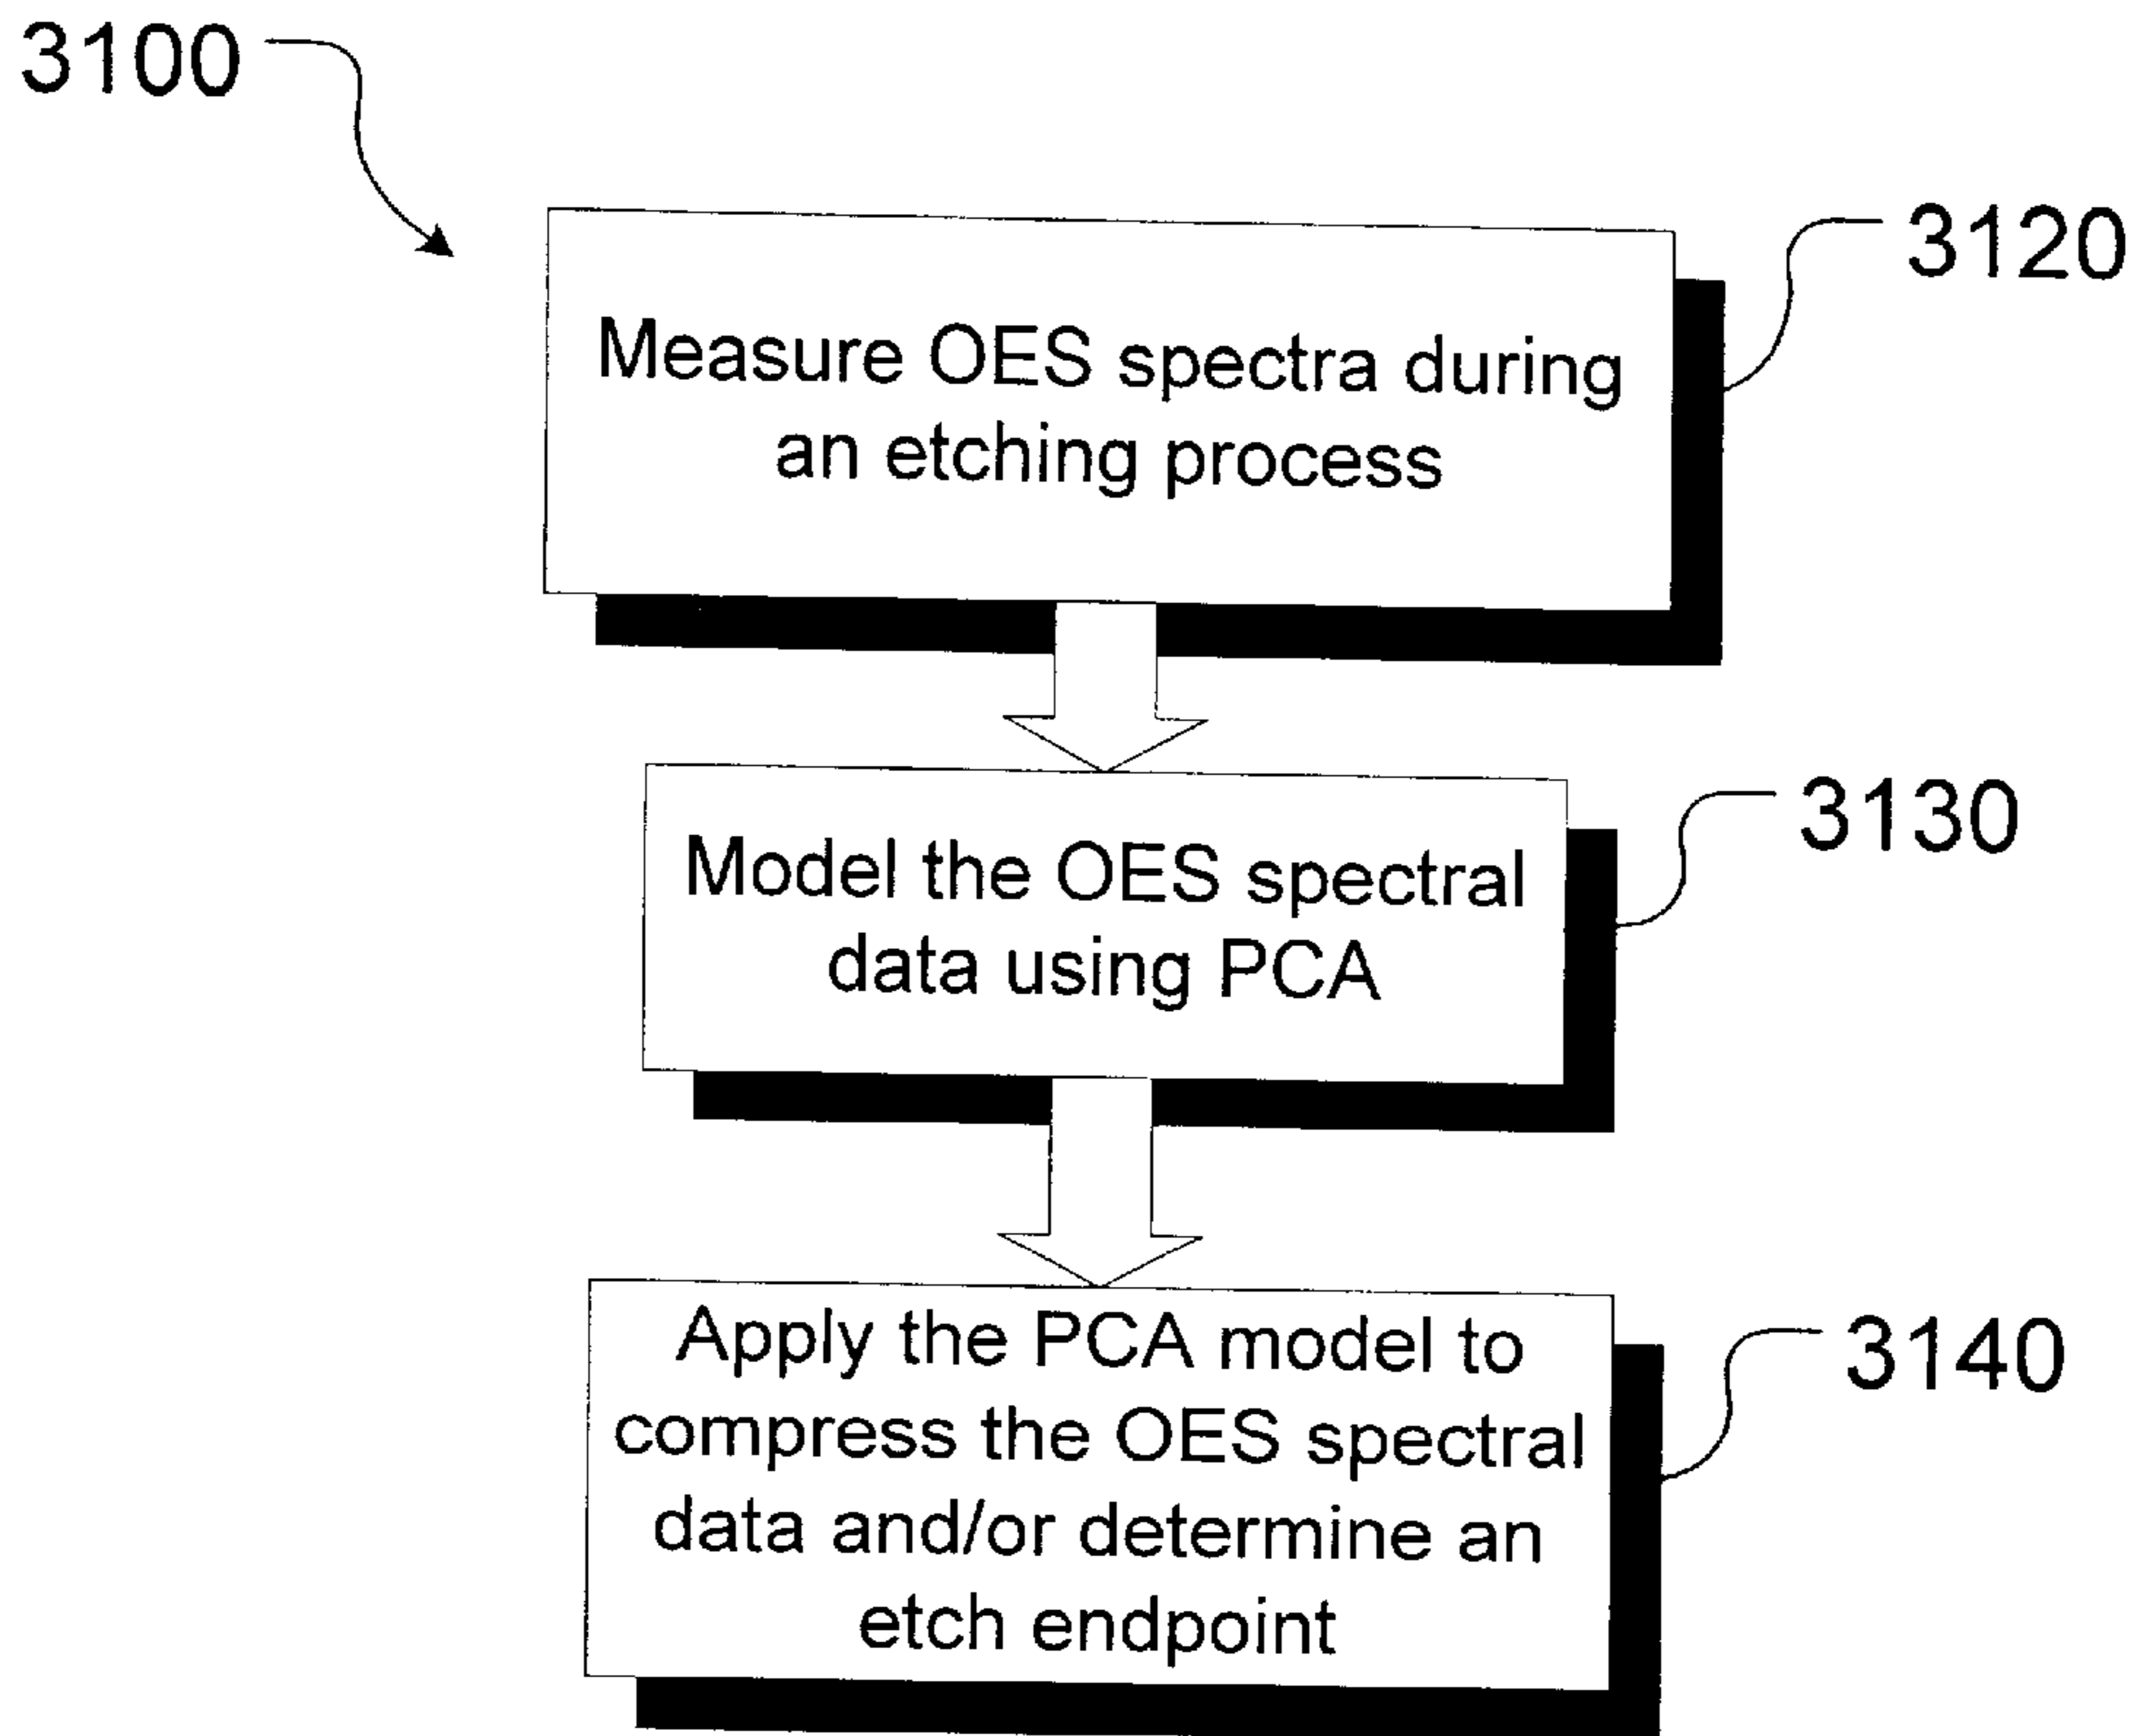 3100
3120
Measure OES spectra during
an etching process
3130
Model the OES spectral
data using PCA
3140
Apply the PCA model to
compress the OES spectral
data and/or determine an
etch endpoint